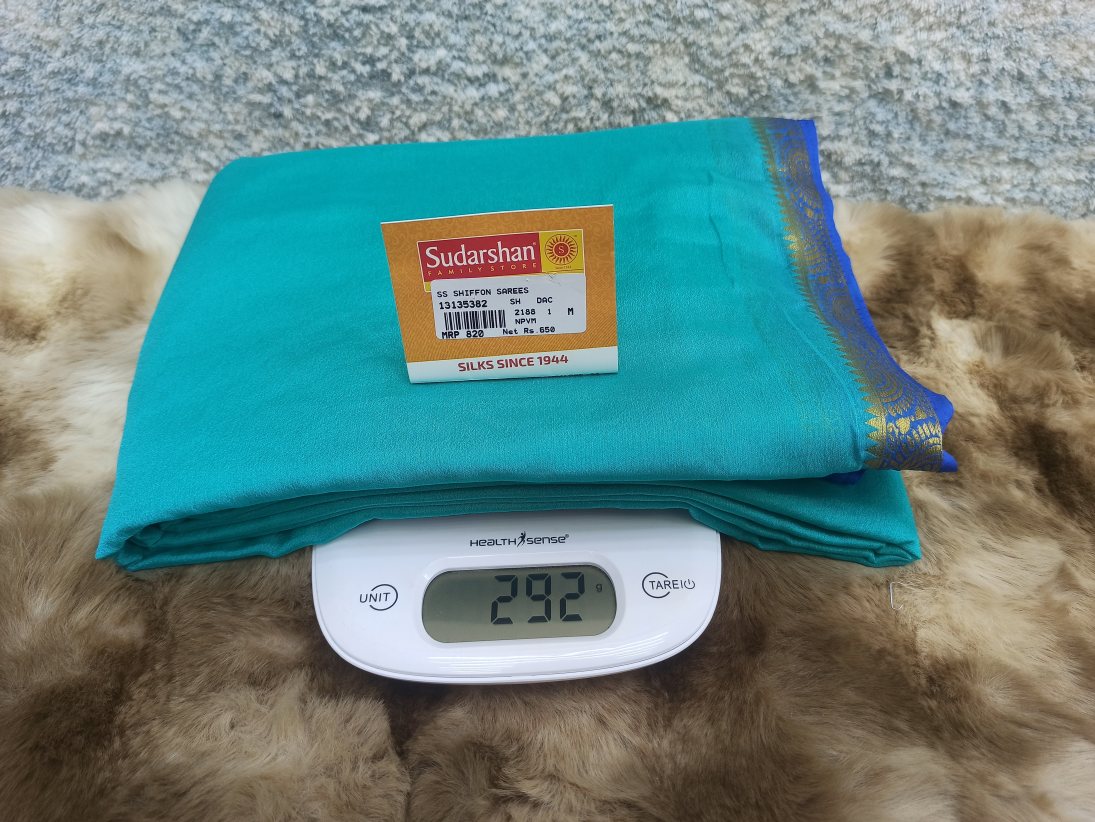 Sudarshan®
FAMILY STORE
S
SS SHIFFON SAREES
13135382 SH DAC
2188 1 M
NPVM
MRP 820 Net Rs.650
SILKS SINCE 1944
HEALTH SENSE®
UNIT 292 g TARE